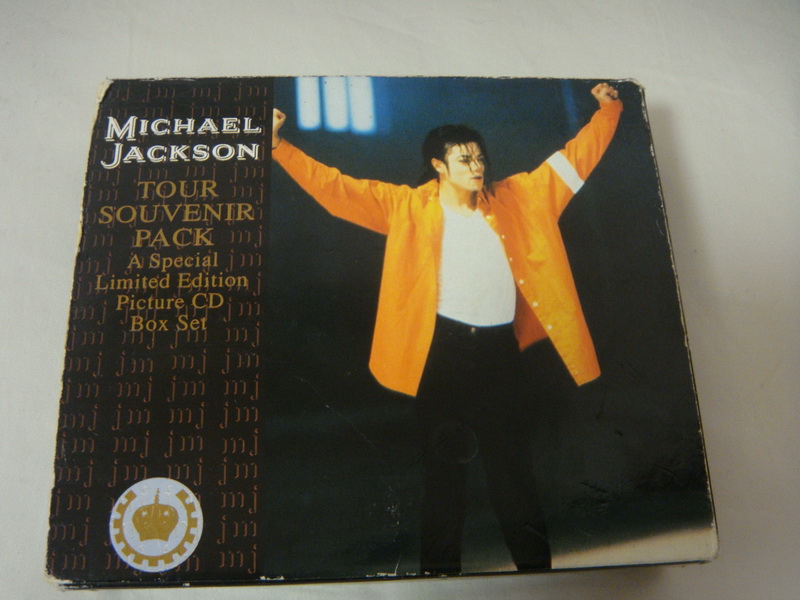 MICHAEL
JACKSON
TOUR
SOUVENIR
PACK
A Special
Limited Edition
Picture CD
Box Set